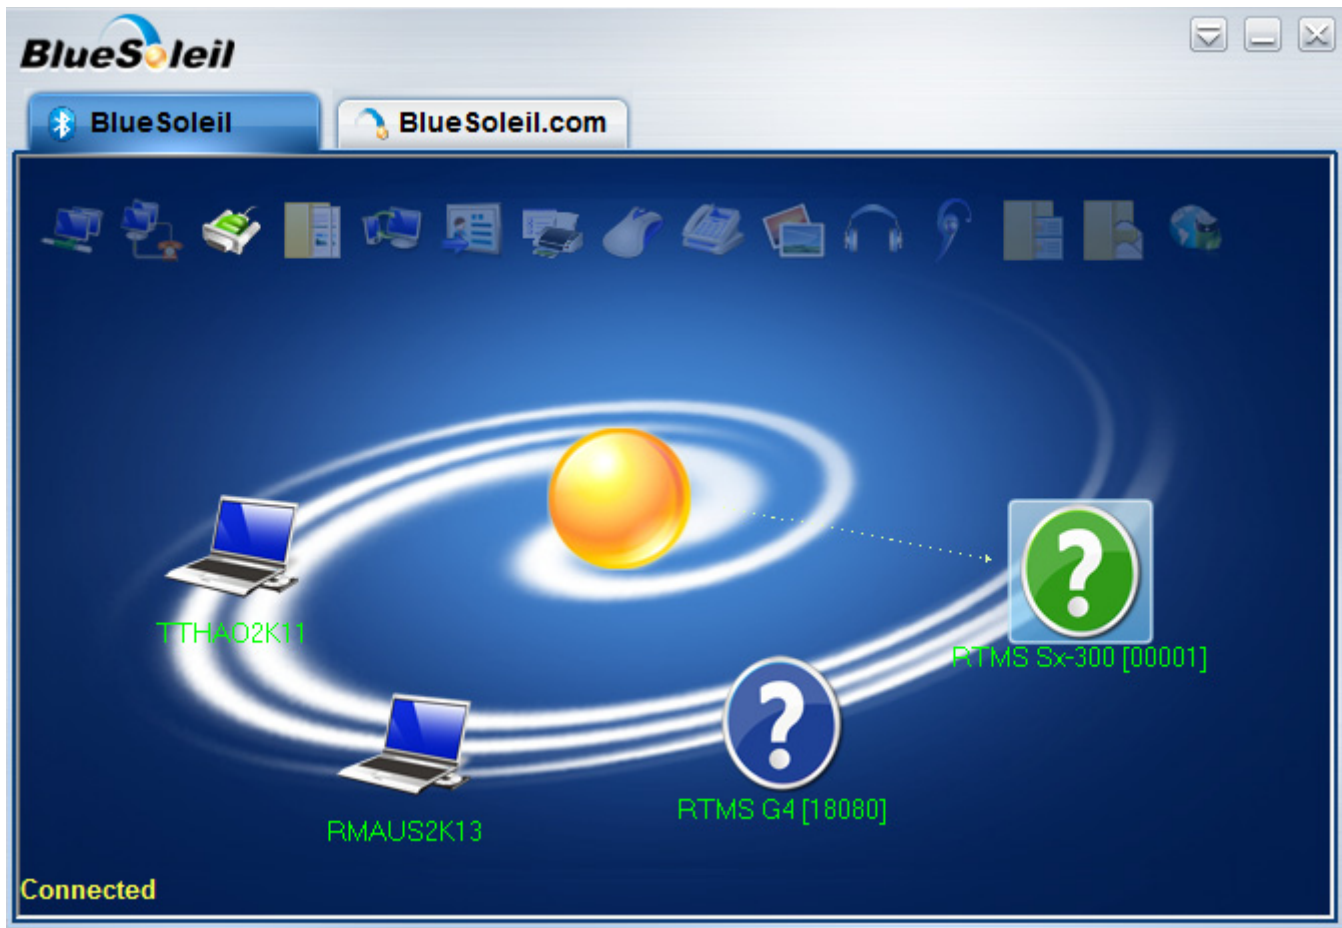 BlueSoleil
BlueSoleil
BlueSoleil.com
TTHAO2K11
RTMS Sx-300 [00001]
RTMS G4 [18080]
RMAUS2K13
Connected